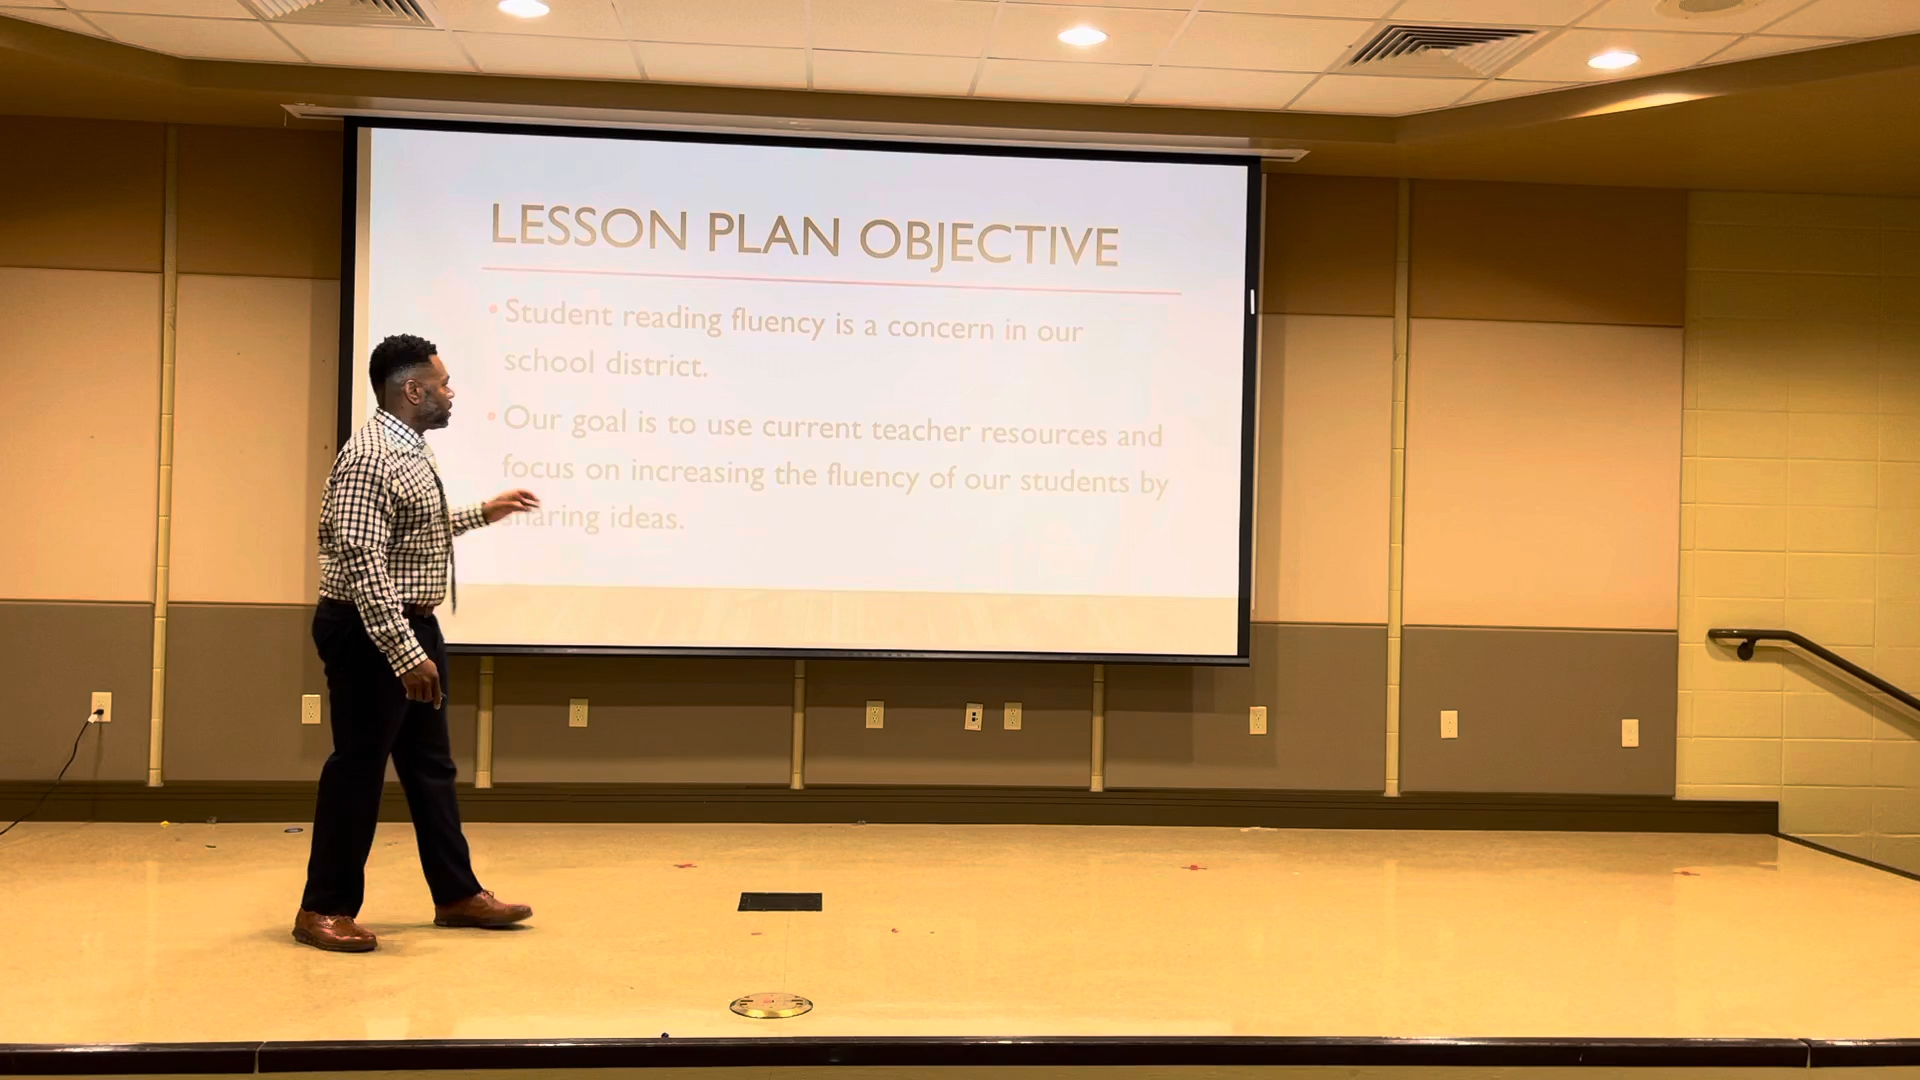 LESSON PLAN OBJECTIVE
• Student reading fluency is a concern in our
school district.
• Our goal is to use current teacher resources and
focus on increasing the fluency of our students by
sharing ideas.